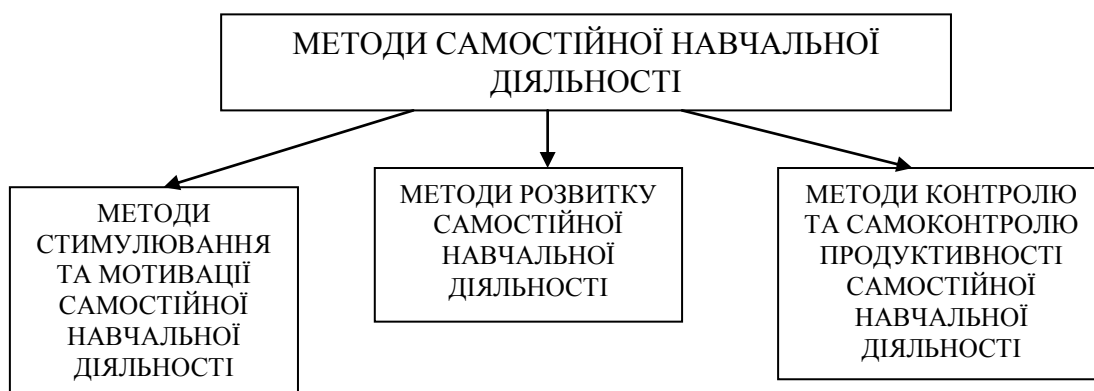 МЕТОДИ САМОСТІЙНОЇ НАВЧАЛЬНОЇ
ДІЯЛЬНОСТІ
МЕТОДИ
СТИМУЛЮВАННЯ
ТА МОТИВАЦІЇ
САМОСТІЙНОЇ
НАВЧАЛЬНОЇ
ДІЯЛЬНОСТІ
МЕТОДИ РОЗВИТКУ
САМОСТІЙНОЇ
НАВЧАЛЬНОЇ
ДІЯЛЬНОСТІ
МЕТОДИ КОНТРОЛЮ
ТА САМОКОНТРОЛЮ
ПРОДУКТИВНОСТІ
САМОСТІЙНОЇ
НАВЧАЛЬНОЇ
ДІЯЛЬНОСТІ